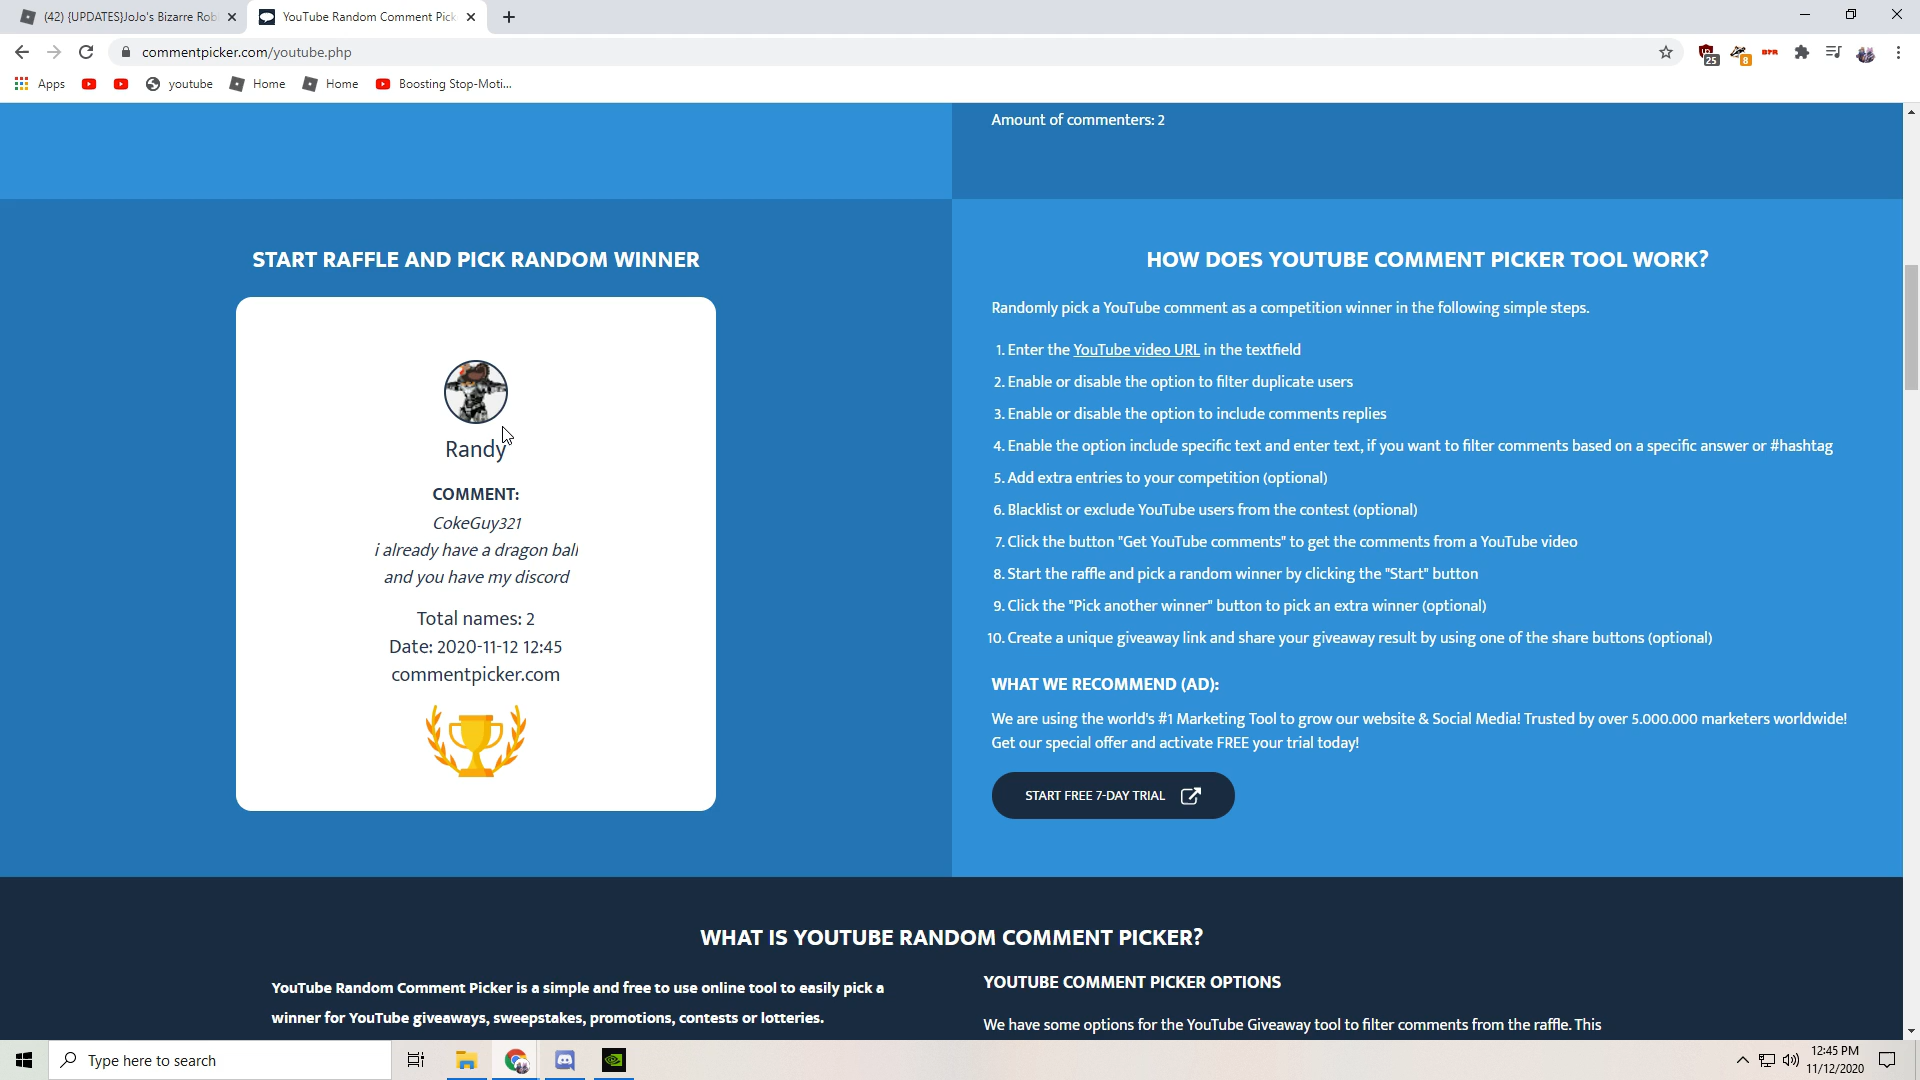 (42) {UPDATES}JoJo's Bizarre Rob
YouTube Random Comment Pick
commentpicker.com/youtube.php
25
8
Apps
youtube
Home
Home
Boosting Stop-Moti...
Amount of commenters: 2
START RAFFLE AND PICK RANDOM WINNER
Randy
COMMENT:
CokeGuy321
i already have a dragon ball
and you have my discord
Total names: 2
Date: 2020-11-12 12:45
commentpicker.com
HOW DOES YOUTUBE COMMENT PICKER TOOL WORK?
Randomly pick a YouTube comment as a competition winner in the following simple steps.
1. Enter the YouTube video URL in the textfield
2. Enable or disable the option to filter duplicate users
3. Enable or disable the option to include comments replies
4. Enable the option include specific text and enter text, if you want to filter comments based on a specific answer or #hashtag
5. Add extra entries to your competition (optional)
6. Blacklist or exclude YouTube users from the contest (optional)
7. Click the button "Get YouTube comments" to get the comments from a YouTube video
8. Start the raffle and pick a random winner by clicking the "Start" button
9. Click the "Pick another winner" button to pick an extra winner (optional)
10. Create a unique giveaway link and share your giveaway result by using one of the share buttons (optional)
WHAT WE RECOMMEND (AD):
We are using the world's #1 Marketing Tool to grow our website & Social Media! Trusted by over 5.000.000 marketers worldwide!
Get our special offer and activate FREE your trial today!
START FREE 7-DAY TRIAL
WHAT IS YOUTUBE RANDOM COMMENT PICKER?
YouTube Random Comment Picker is a simple and free to use online tool to easily pick a
winner for YouTube giveaways, sweepstakes, promotions, contests or lotteries.
YOUTUBE COMMENT PICKER OPTIONS
We have some options for the YouTube Giveaway tool to filter comments from the raffle. This
Type here to search
12:45 PM
11/12/2020